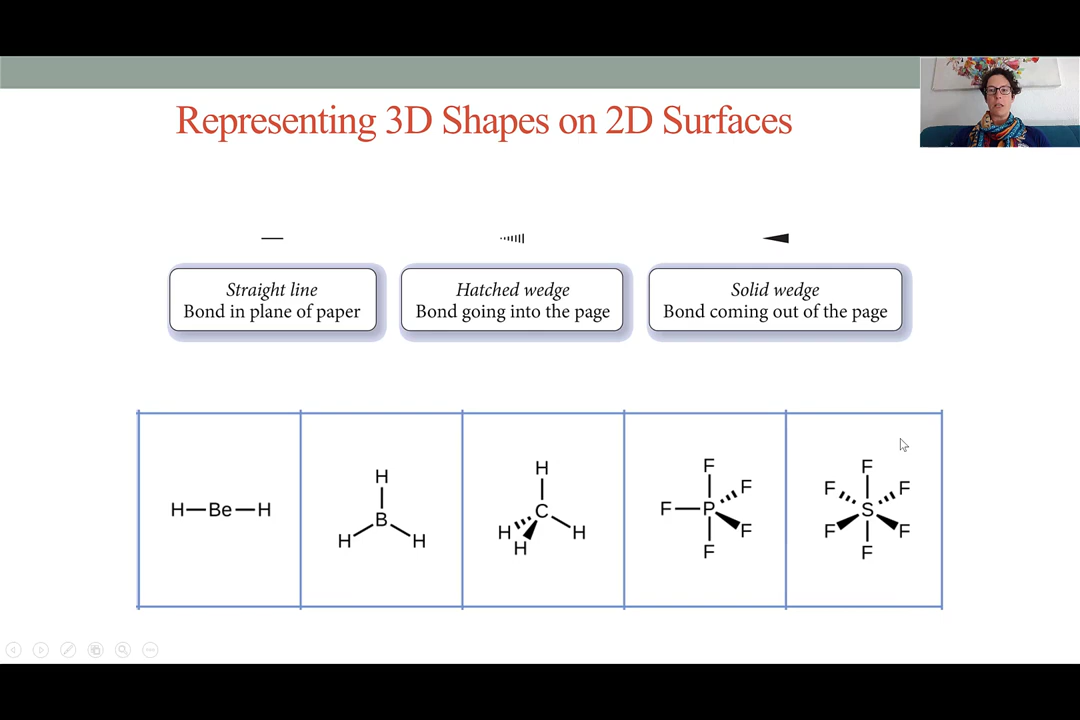 Representing 3D Shapes on 2D Surfaces
Straight line
Bond in plane of paper
Hatched wedge
Bond going into the page
Solid wedge
Bond coming out of the page
H Be H
H
B
H H
H
C
H H
H
F
F
F P
F
F
F
F F
S
F F
F